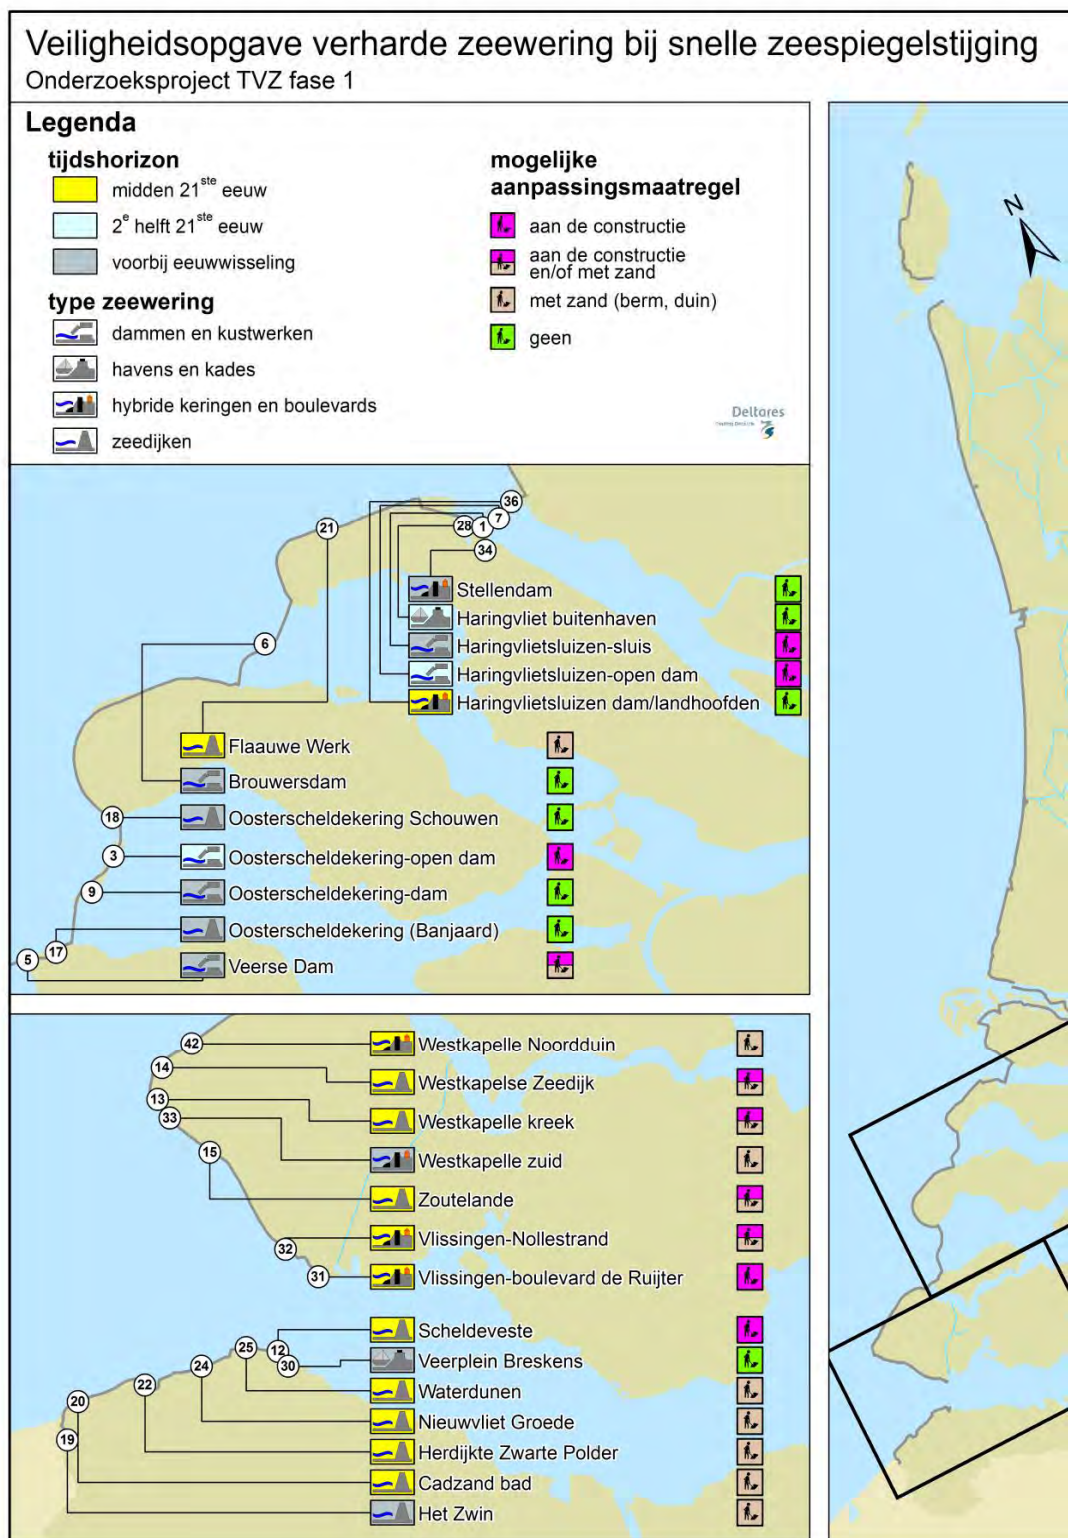 Veiligheidsopgave verharde zeewering bij snelle zeespiegelstijging
Onderzoeksproject TVZ fase 1
Legenda
tijdshorizon
midden 21ste eeuw
2e helft 21ste eeuw
voorbij eeuwwisseling
type zeewering
dammen en kustwerken
havens en kades
hybride keringen en boulevards
zeedijken
mogelijke
aanpassingsmaatregel
aan de constructie
aan de constructie
en/of met zand
met zand (berm, duin)
geen
Deltares
N
36
7
1
28
34
21
6
Stellendam
Haringvliet buitenhaven
Haringvlietsluizen-sluis
Haringvlietsluizen-open dam
Haringvlietsluizen dam/landhoofden
Flaauwe Werk
Brouwersdam
18
Oosterscheldekering Schouwen
3
Oosterscheldekering-open dam
9
Oosterscheldekering-dam
17
Oosterscheldekering (Banjaard)
5
Veerse Dam
42
Westkapelle Noordduin
14
Westkapelse Zeedijk
13
Westkapelle kreek
33
Westkapelle zuid
15
Zoutelande
32
Vlissingen-Nollestrand
31
Vlissingen-boulevard de Ruijter
12
Scheldeveste
30
Veerplein Breskens
25
Waterdunen
24
Nieuwvliet Groede
22
Herdijkte Zwarte Polder
20
Cadzand bad
19
Het Zwin